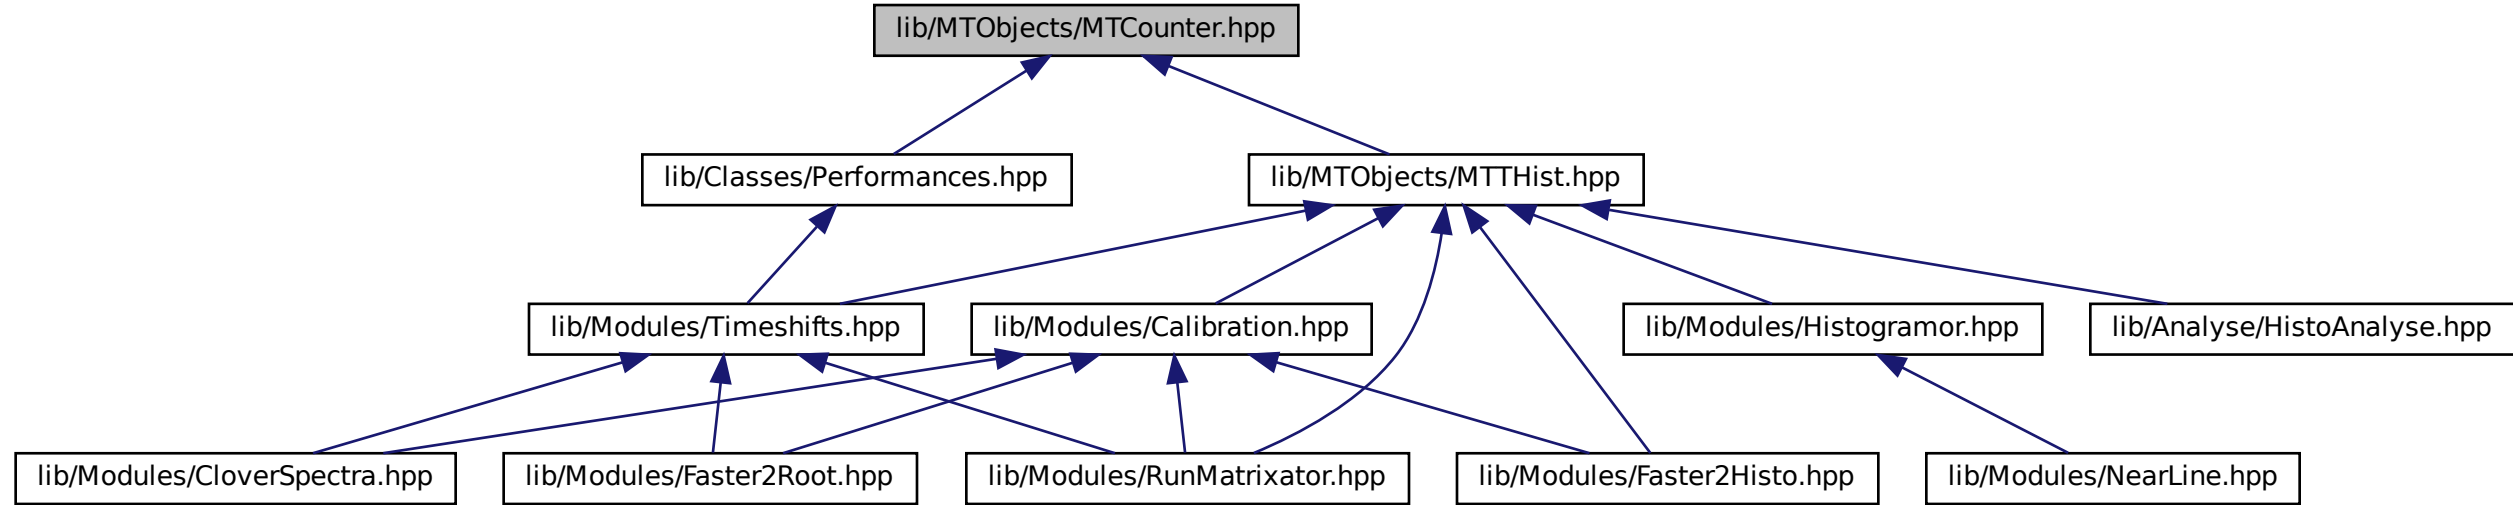 lib/MTObjects/MTCounter.hpp
lib/Classes/Performances.hpp
lib/MTObjects/MTTHist.hpp
lib/Modules/Timeshifts.hpp
lib/Modules/Calibration.hpp
lib/Modules/Histogramor.hpp
lib/Analyse/HistoAnalyse.hpp
lib/Modules/CloverSpectra.hpp
lib/Modules/Faster2Root.hpp
lib/Modules/RunMatrixator.hpp
lib/Modules/Faster2Histo.hpp
lib/Modules/NearLine.hpp